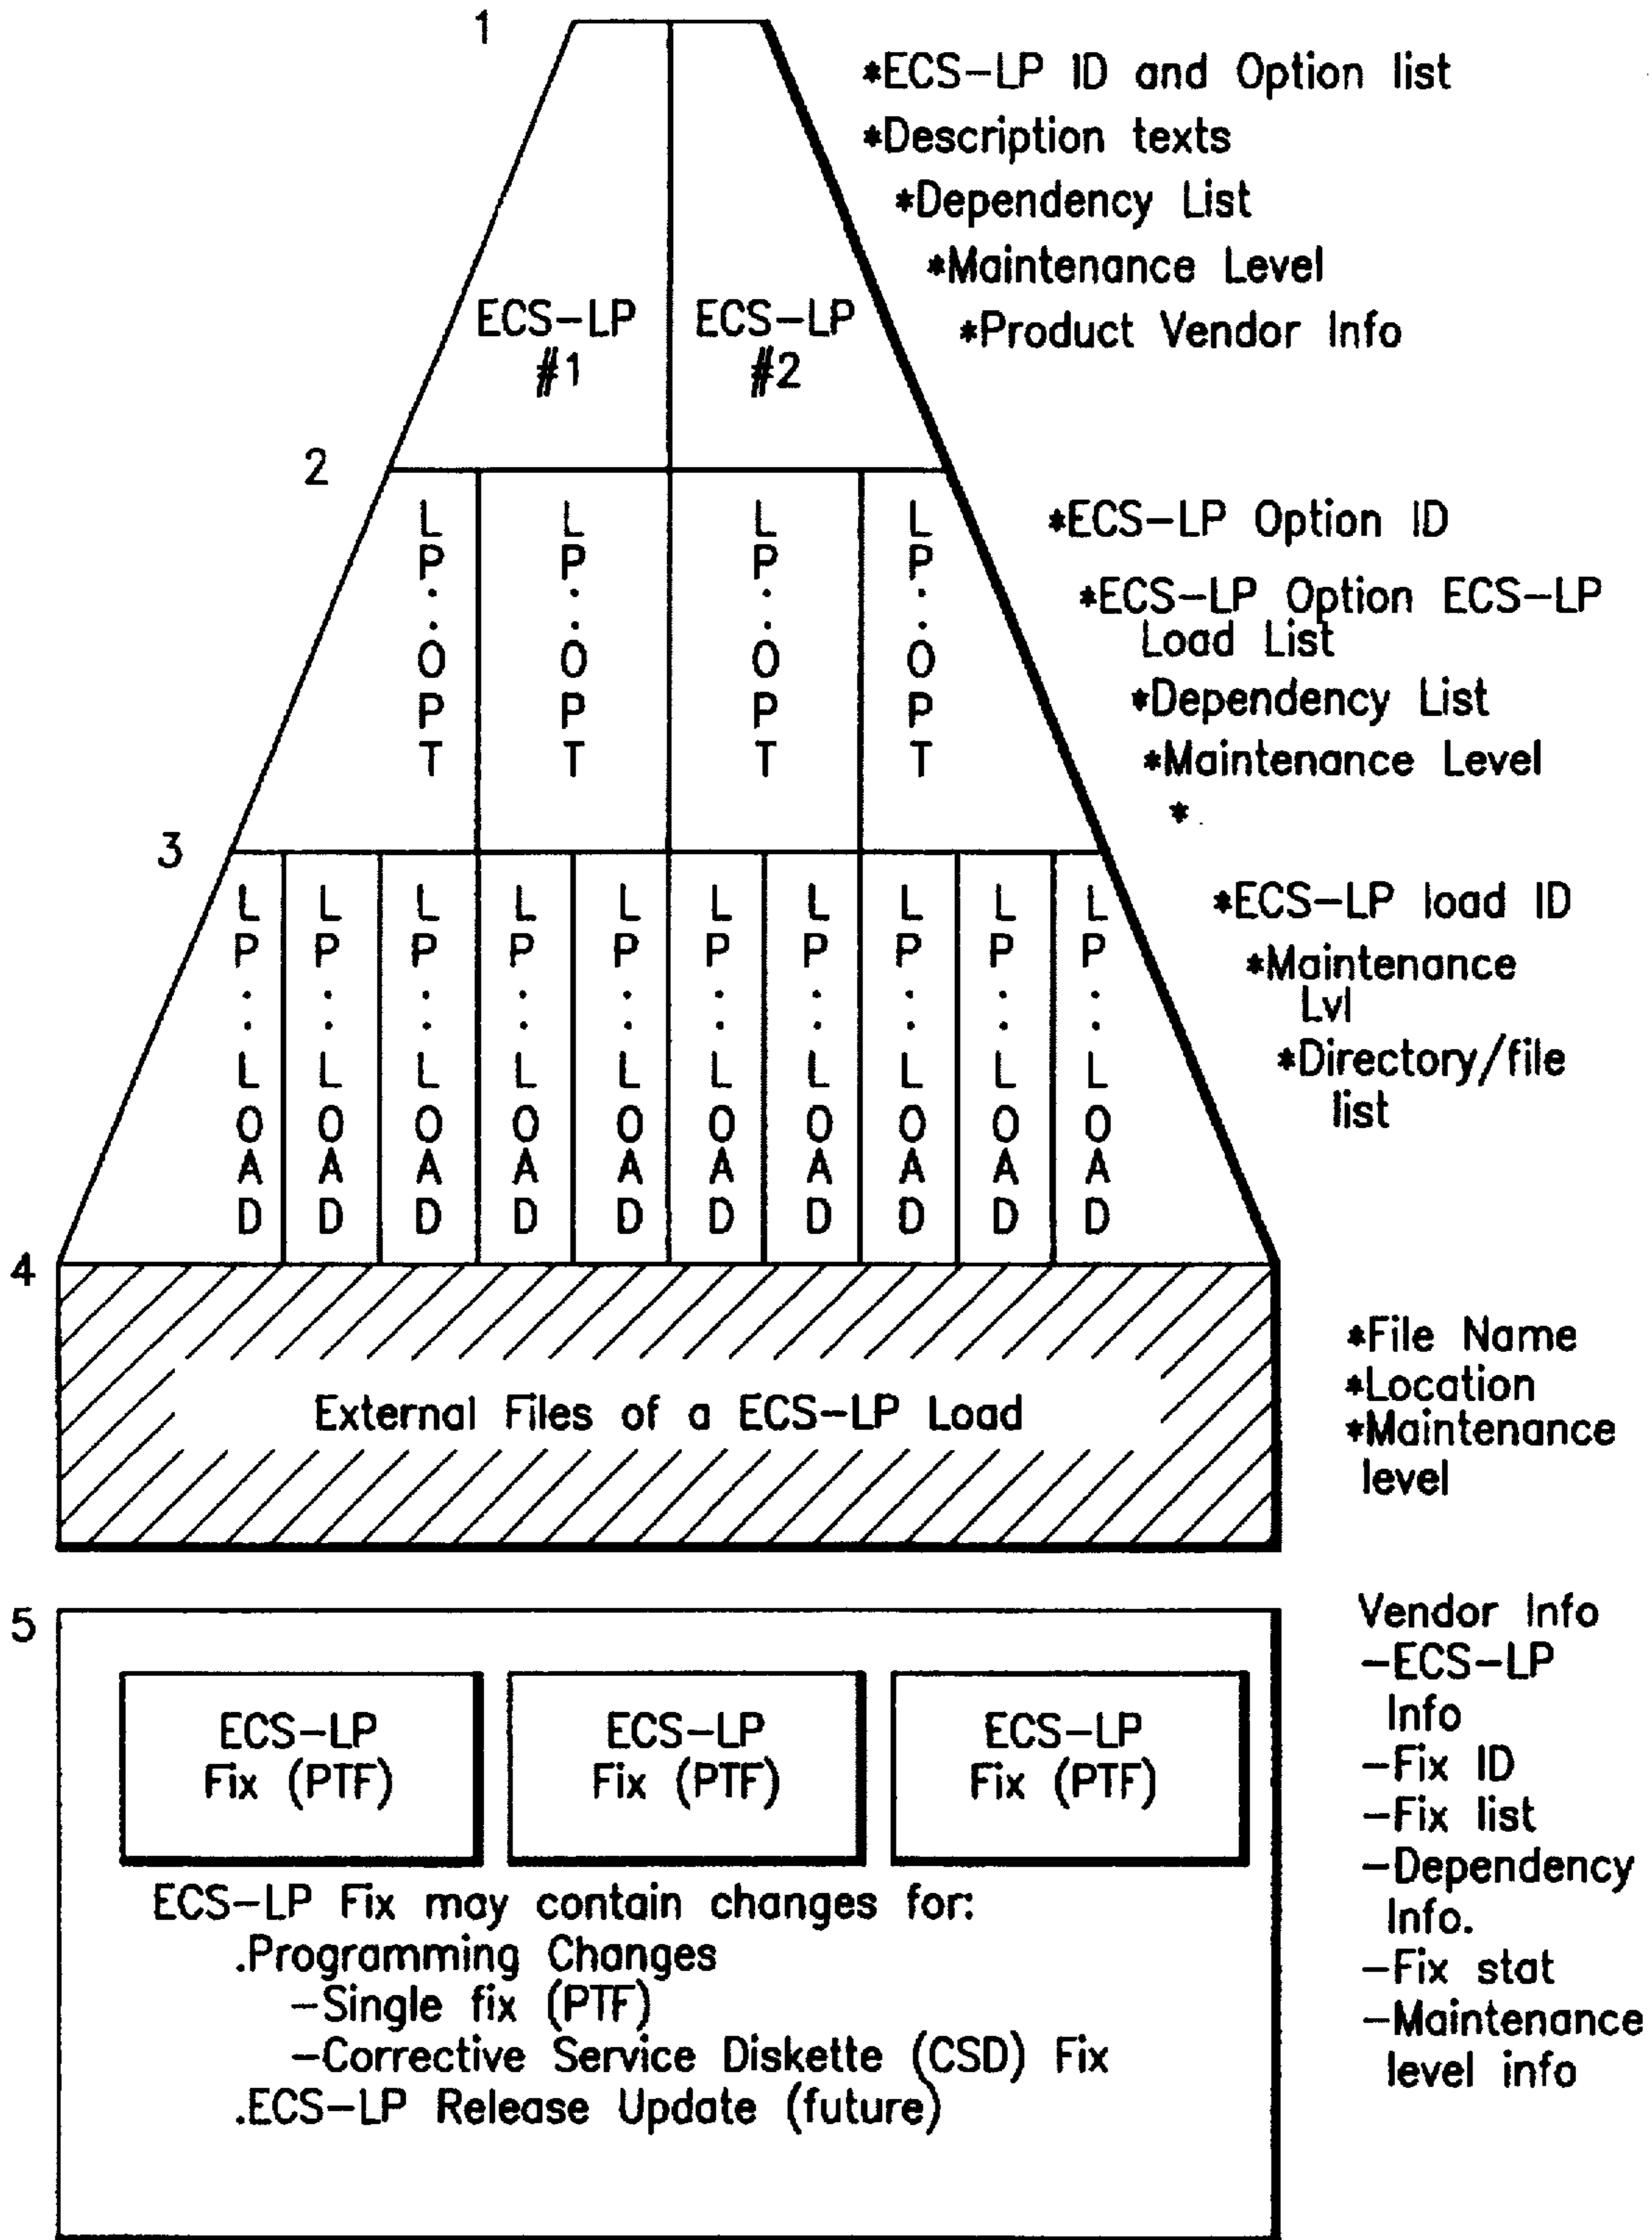 1
*ECS-LP ID and Option list
*Description texts
*Dependency List
*Maintenance Level
*Product Vendor Info
ECS-LP
#1
ECS-LP
#2
2
LP..OPT
LP..OPT
LP..OPT
LP..OPT
*ECS-LP Option ID
*ECS-LP Option ECS-LP
Load List
*Dependency List
*Maintenance Level
*
3
LP..LOAD
LP..LOAD
LP..LOAD
LP..LOAD
LP..LOAD
LP..LOAD
LP..LOAD
LP..LOAD
LP..LOAD
LP..LOAD
*ECS-LP load ID
*Maintenance
Lvl
*Directory/file
list
4
External Files of a ECS-LP Load
*File Name
*Location
*Maintenance
level
5
ECS-LP
Fix (PTF)
ECS-LP
Fix (PTF)
ECS-LP
Fix (PTF)
ECS-LP Fix may contain changes for:
.Programming Changes
-Single fix (PTF)
-Corrective Service Diskette (CSD) Fix
.ECS-LP Release Update (future)
Vendor Info
-ECS-LP
Info
-Fix ID
-Fix list
-Dependency
Info.
-Fix stat
-Maintenance
level info